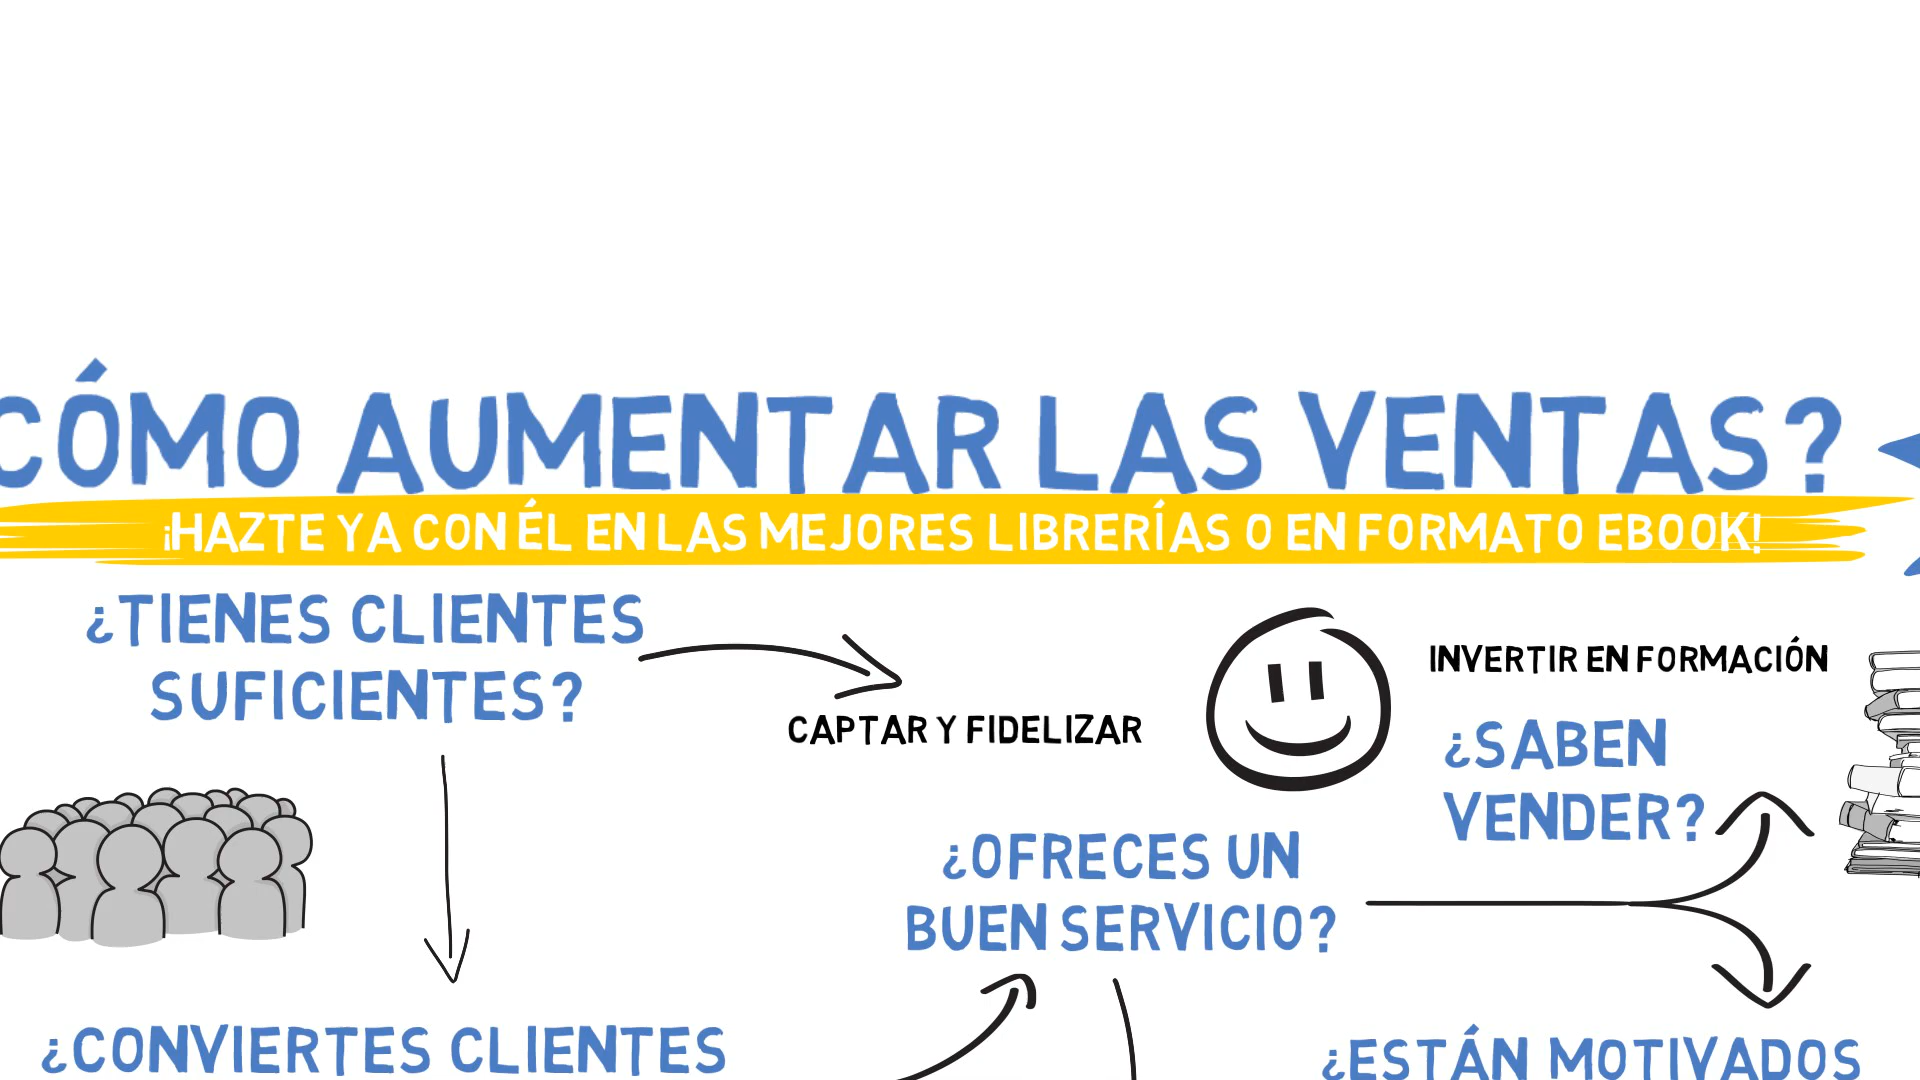 CÓMO AUMENTAR LAS VENTAS?
¡HAZTE YA CON ÉL EN LAS MEJORES LIBRERÍAS O EN FORMATO EBOOK!
¿TIENES CLIENTES
SUFICIENTES?
CAPTAR Y FIDELIZAR
INVERTIR EN FORMACIÓN
¿SABEN
VENDER?
¿OFRECES UN
BUEN SERVICIO?
¿CONVIERTES CLIENTES
¿ESTÁN MOTIVADOS